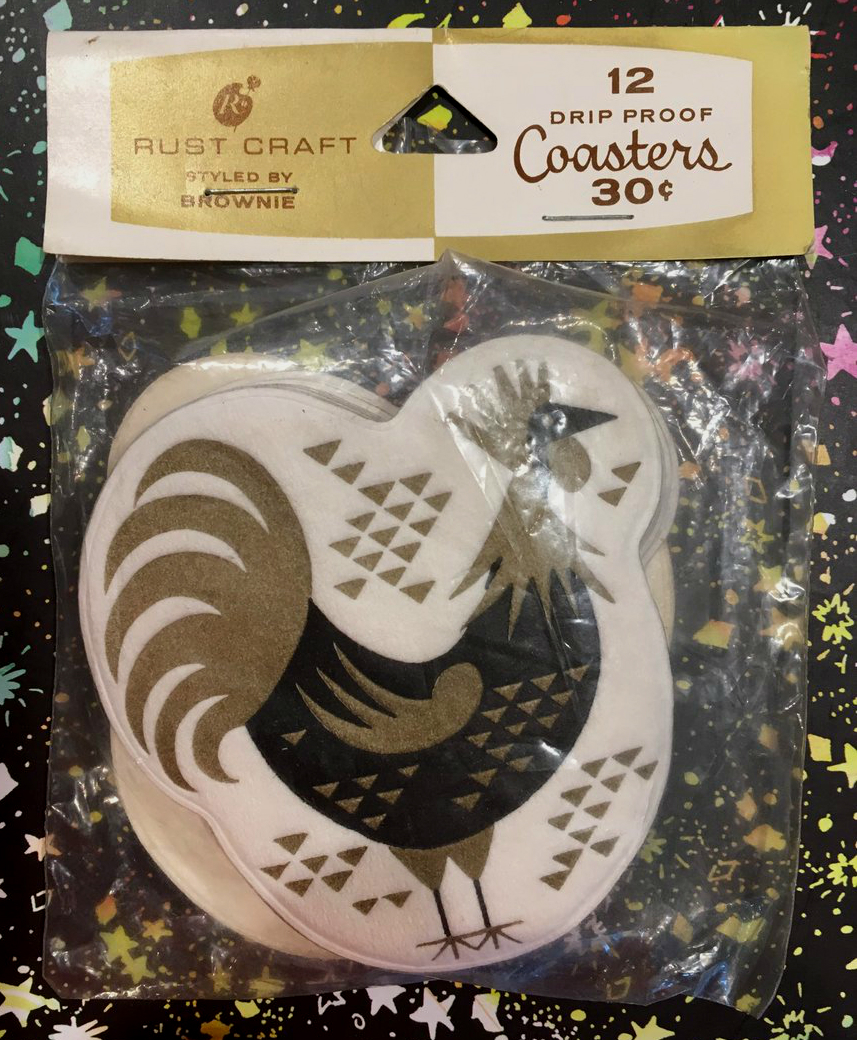 R
RUST CRAFT
STYLED BY
BROWNIE
12
DRIP PROOF
Coasters
30¢